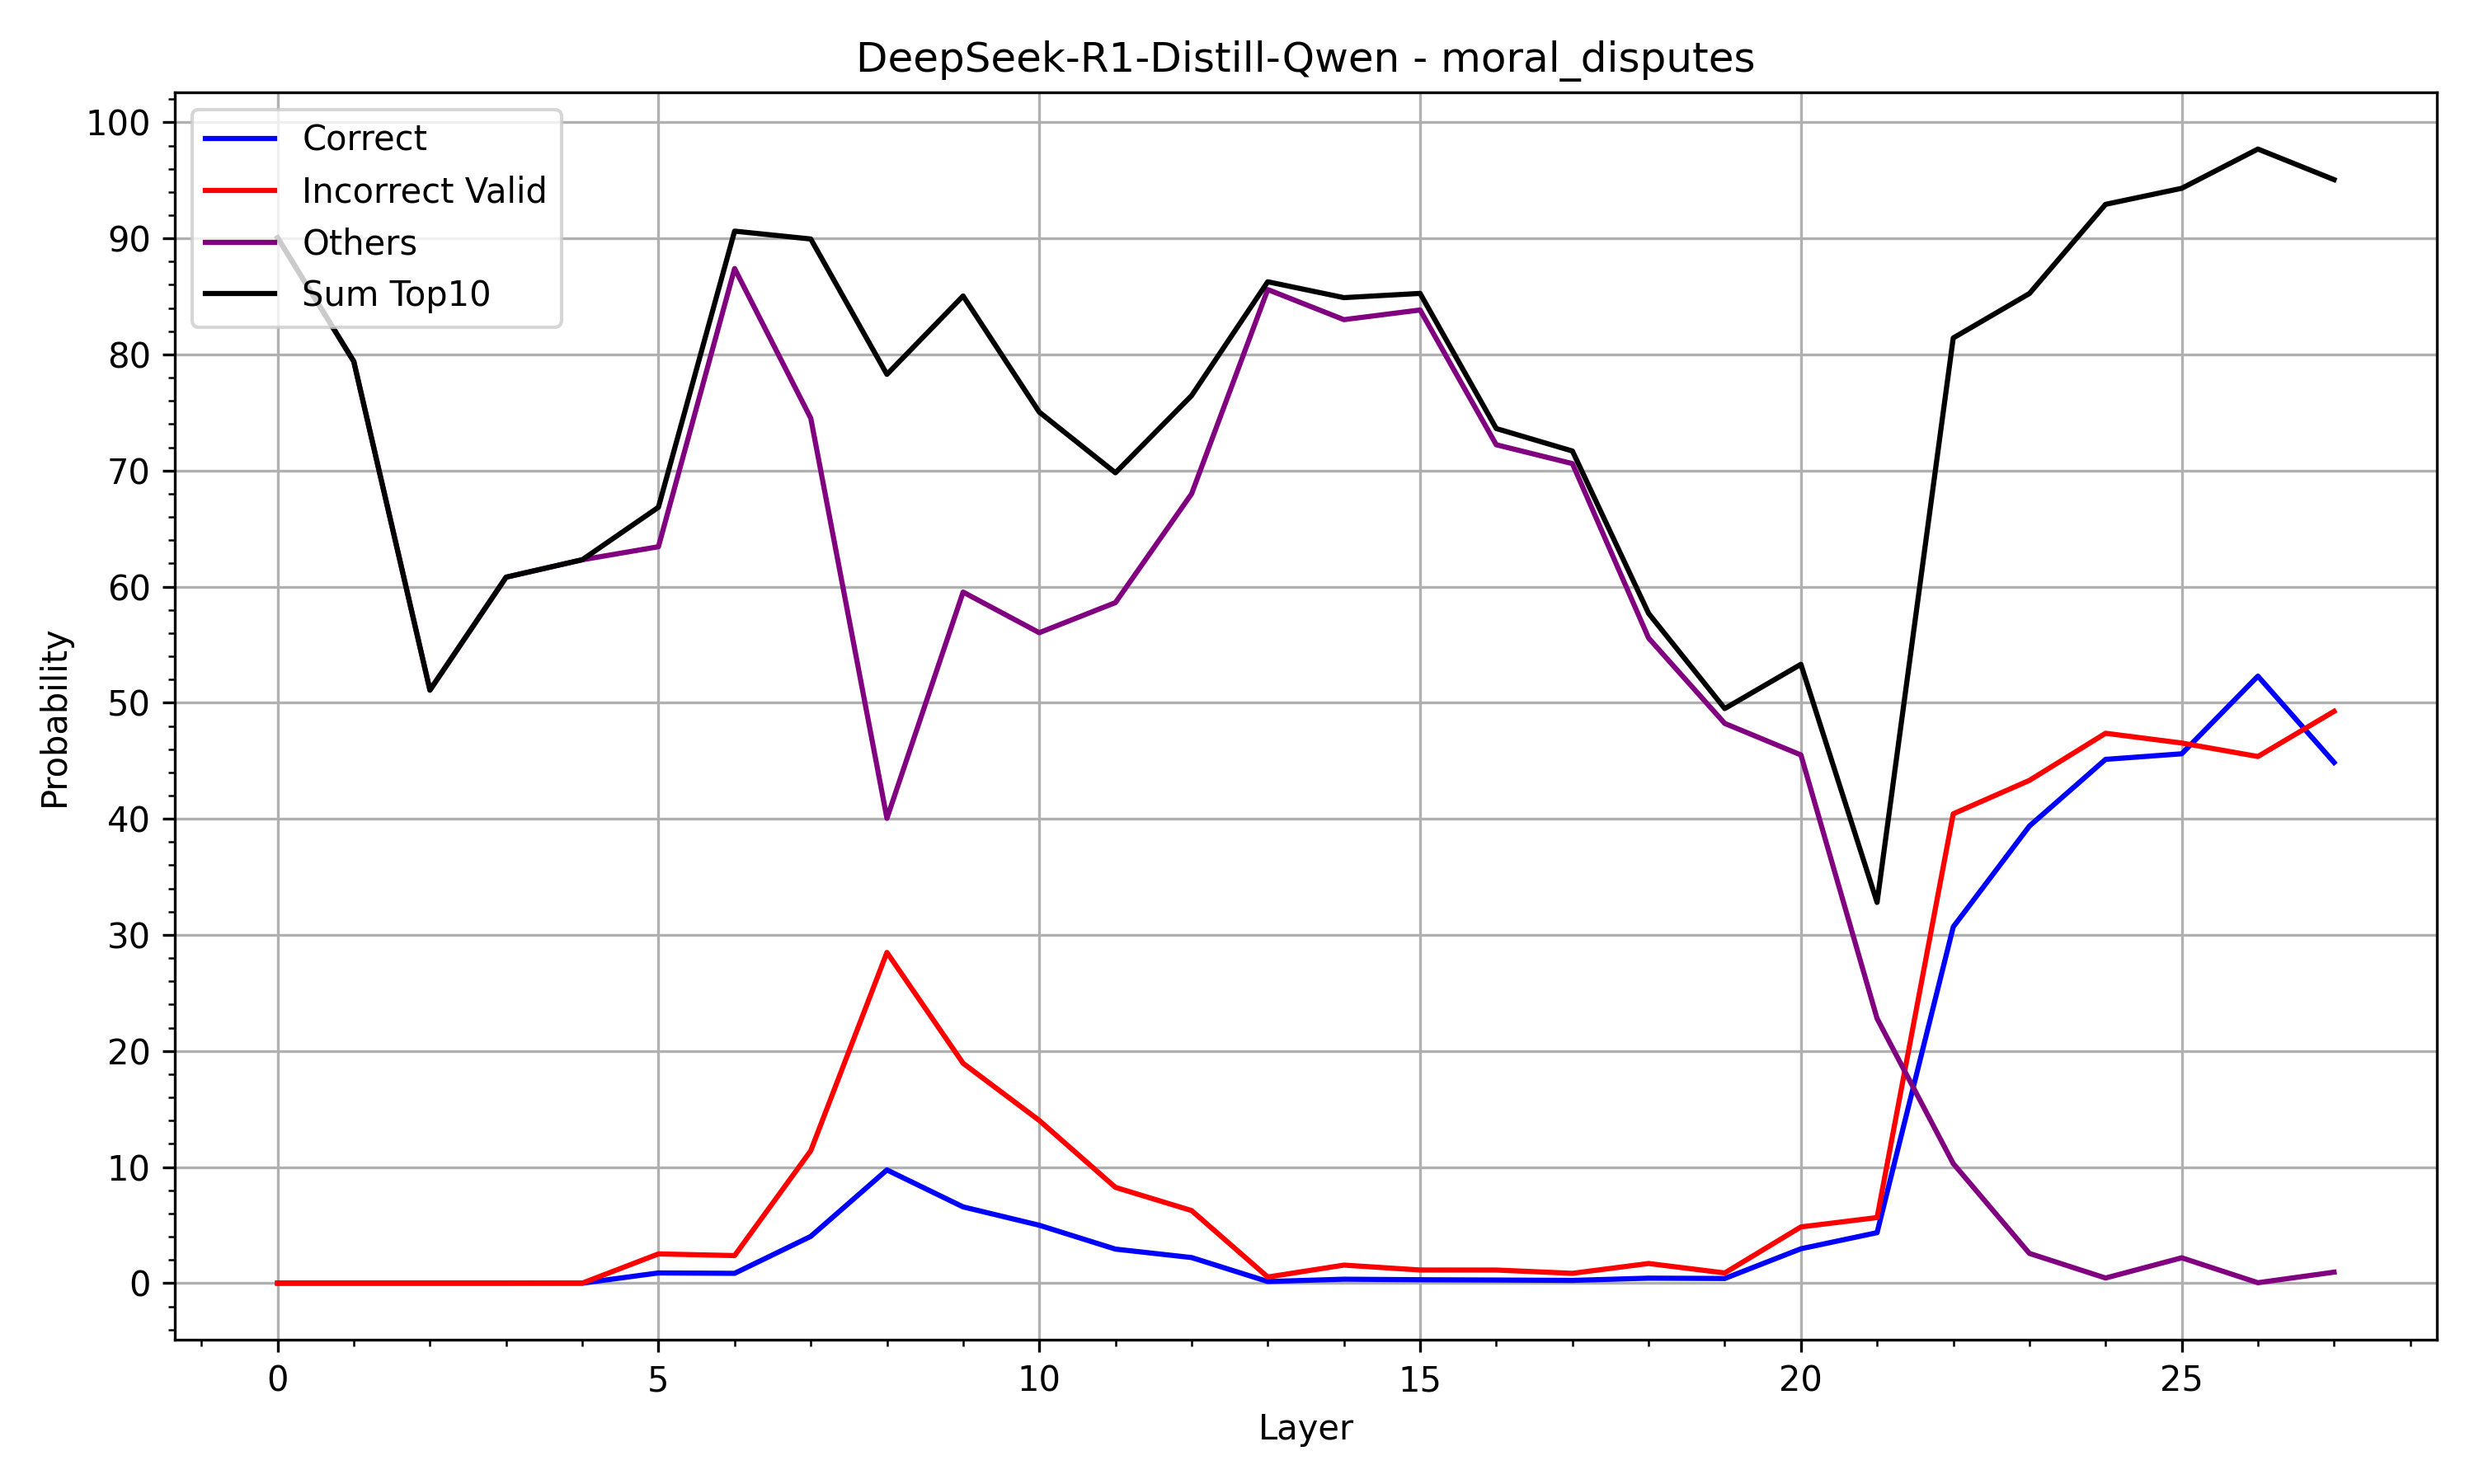 DeepSeek-R1-Distill-Qwen - moral_disputes
Correct
Incorrect Valid
Others
Sum Top10
Probability
100
90
80
70
60
50
40
30
20
10
0
0 5 10 15 20 25
Layer